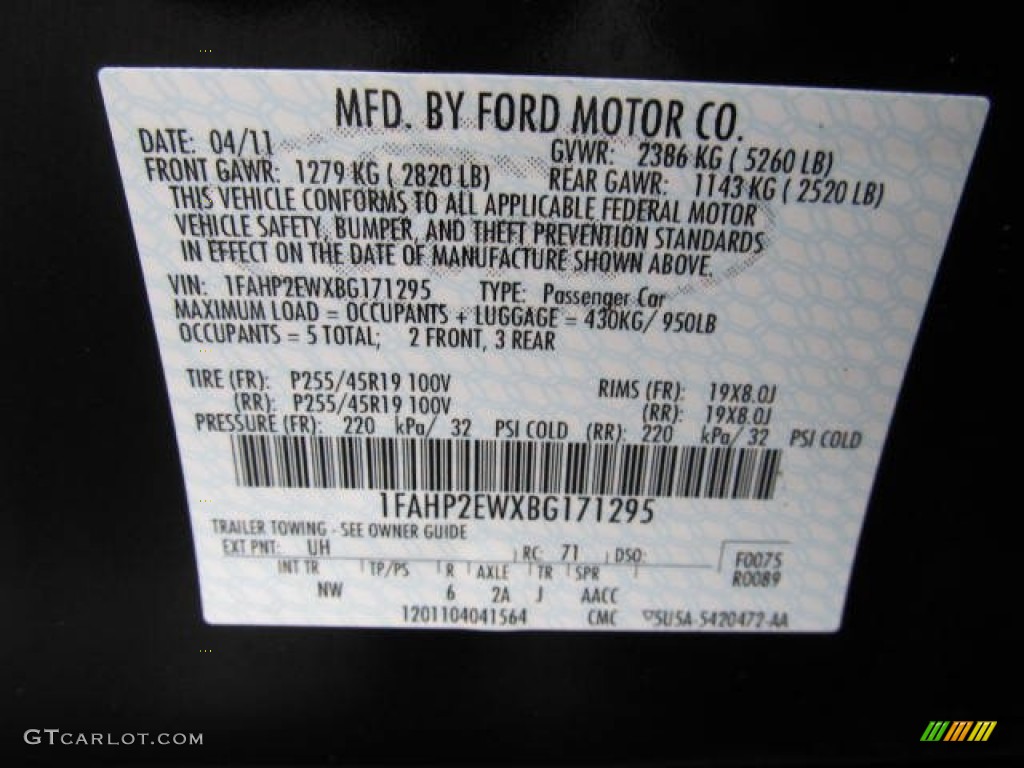 MFD. BY FORD MOTOR CO.
DATE: 04/11 GVWR: 2386 KG ( 5260 LB)
FRONT GAWR: 1279 KG ( 2820 LB) REAR GAWR: 1143 KG ( 2520 LB)
THIS VEHICLE CONFORMS TO ALL APPLICABLE FEDERAL MOTOR
VEHICLE SAFETY, BUMPER, AND THEFT PREVENTION STANDARDS
IN EFFECT ON THE DATE OF MANUFACTURE SHOWN ABOVE.
VIN: 1FAHP2EWXBG171295 TYPE: Passenger Car
MAXIMUM LOAD = OCCUPANTS + LUGGAGE = 430KG/ 950LB
OCCUPANTS = 5 TOTAL; 2 FRONT, 3 REAR
TIRE (FR): P255/45R19 100V RIMS (FR): 19X8.0J
(RR): P255/45R19 100V (RR): 19X8.0J
PRESSURE (FR): 220 kPa/ 32 PSI COLD (RR): 220 kPa/ 32 PSI COLD
1FAHP2EWXBG171295
TRAILER TOWING - SEE OWNER GUIDE
EXT PNT: UH RC: 71 DSO: F0075
INT TR TP/PS R AXLE TR SPR R0089
NW 6 2A J AACC
1201104041564 CMC 5U5A-5420472-AA
GTCARLOT.COM